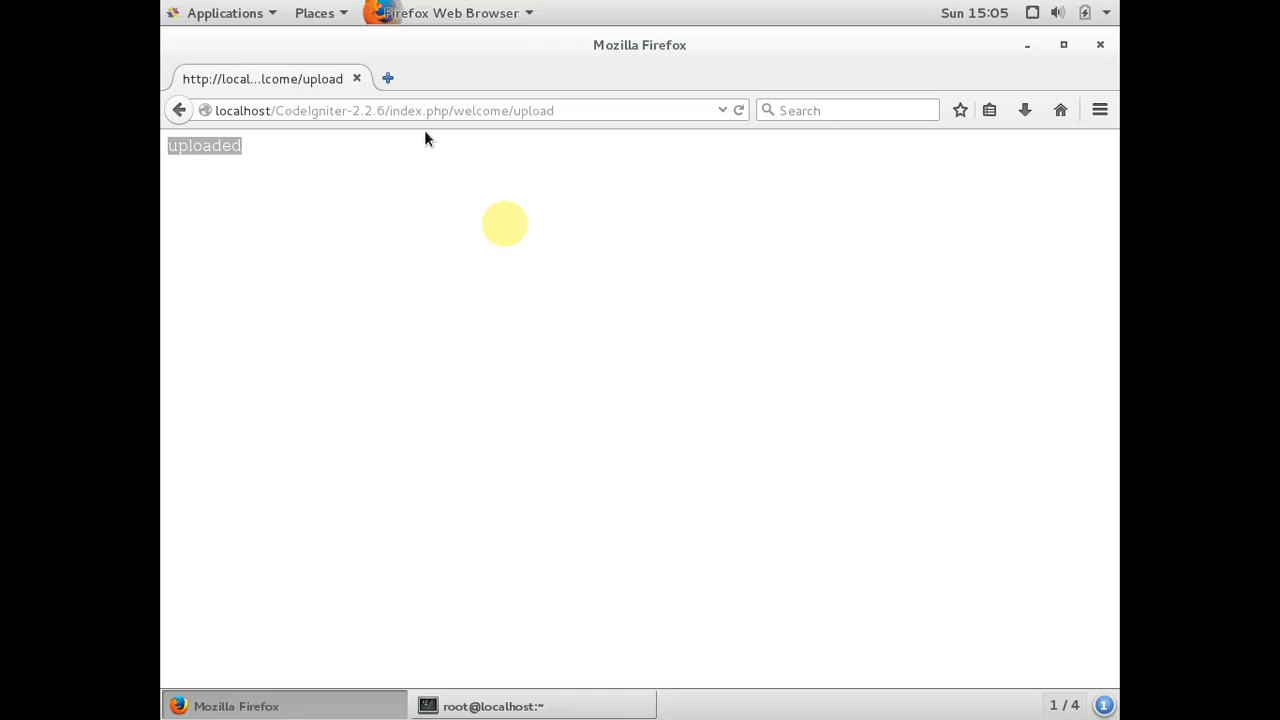 Applications Places Firefox Web Browser Sun 15:05
Mozilla Firefox
http://local...lcome/upload
localhost/CodeIgniter-2.2.6/index.php/welcome/upload Search
uploaded
Mozilla Firefox root@localhost:~ 1 / 4 1